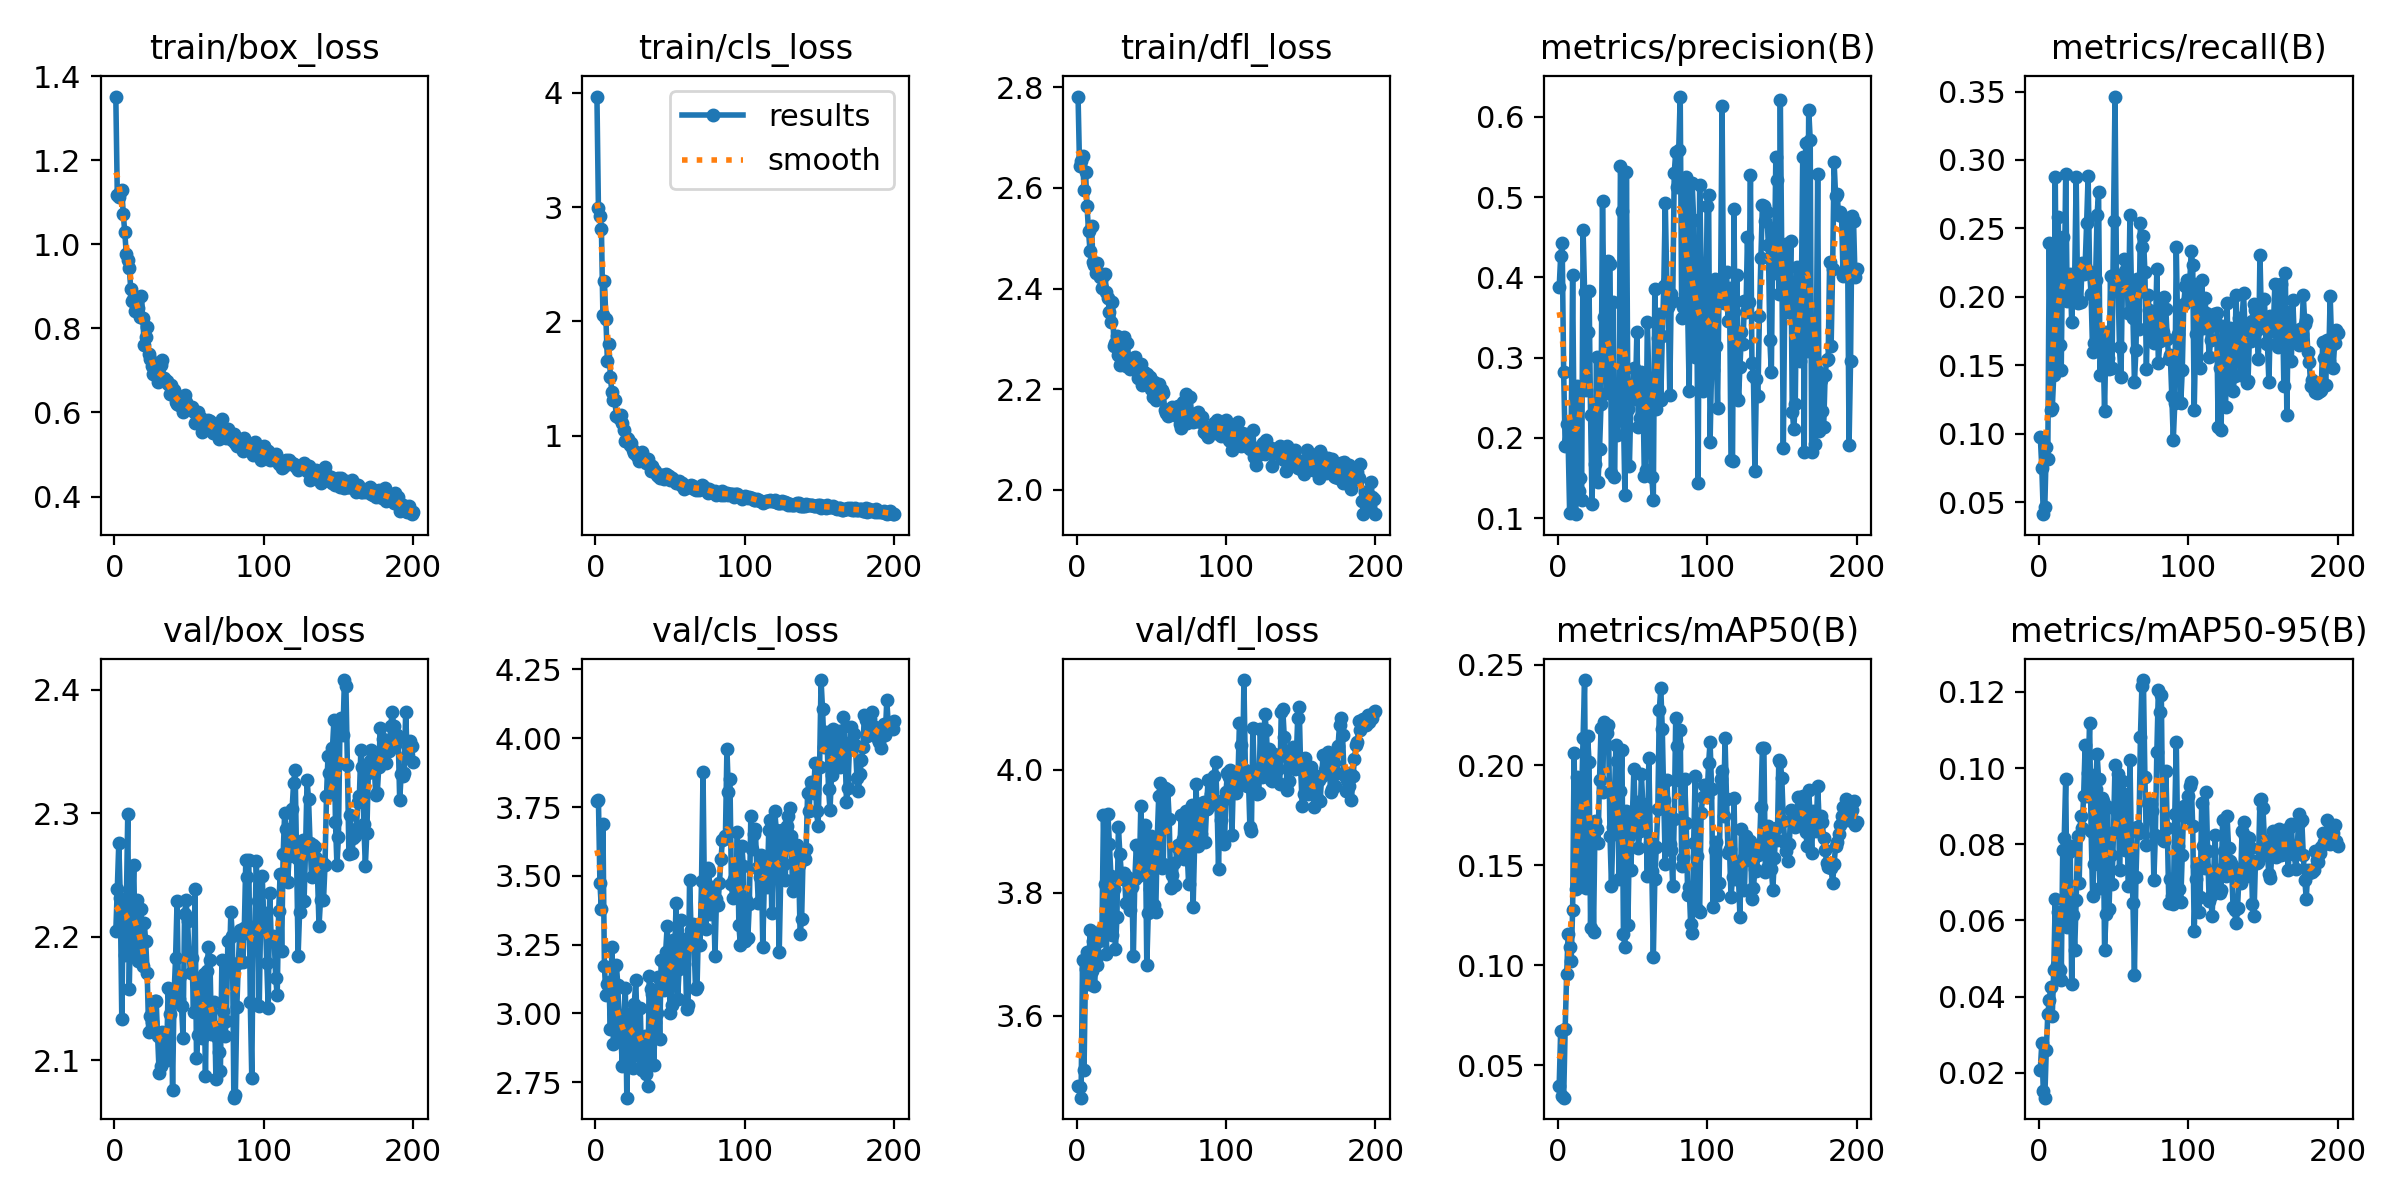 train/box_loss
1.4
1.2
1.0
0.8
0.6
0.4
0 100 200
train/cls_loss
results
smooth
4
3
2
1
0 100 200
train/dfl_loss
2.8
2.6
2.4
2.2
2.0
0 100 200
metrics/precision(B)
0.6
0.5
0.4
0.3
0.2
0.1
0 100 200
metrics/recall(B)
0.35
0.30
0.25
0.20
0.15
0.10
0.05
0 100 200
val/box_loss
2.4
2.3
2.2
2.1
0 100 200
val/cls_loss
4.25
4.00
3.75
3.50
3.25
3.00
2.75
0 100 200
val/dfl_loss
4.0
3.8
3.6
0 100 200
metrics/mAP50(B)
0.25
0.20
0.15
0.10
0.05
0 100 200
metrics/mAP50-95(B)
0.12
0.10
0.08
0.06
0.04
0.02
0 100 200